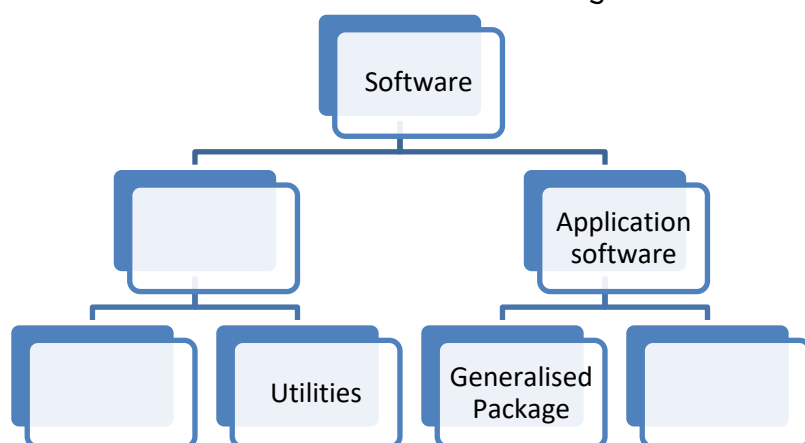 Software
Application
software
Utilities
Generalised
Package